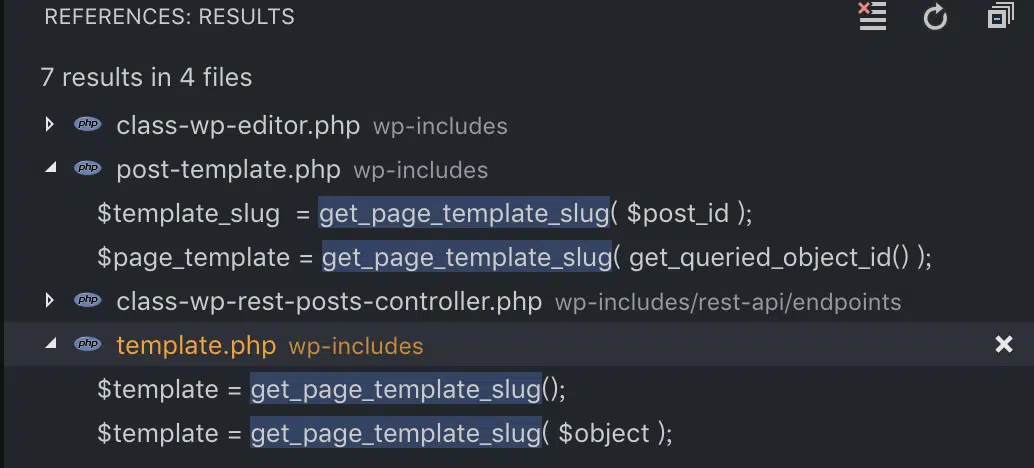 REFERENCES: RESULTS
7 results in 4 files
php class-wp-editor.php wp-includes
php post-template.php wp-includes
$template_slug = get_page_template_slug( $post_id );
$page_template = get_page_template_slug( get_queried_object_id() );
php class-wp-rest-posts-controller.php wp-includes/rest-api/endpoints
php template.php wp-includes
$template = get_page_template_slug();
$template = get_page_template_slug( $object );